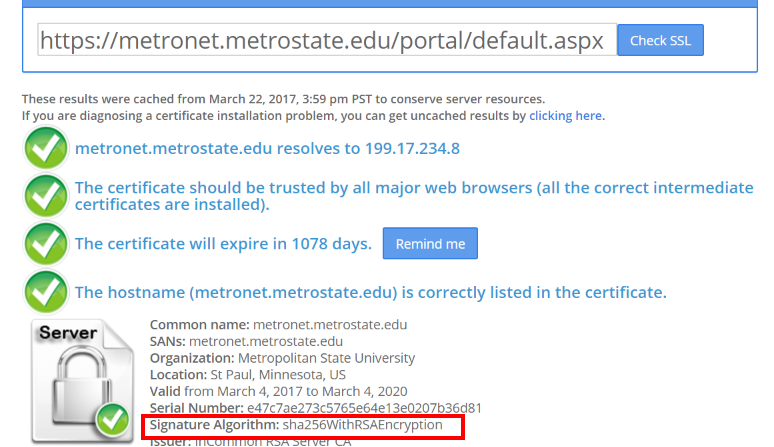 https://metronet.metrostate.edu/portal/default.aspx Check SSL
These results were cached from March 22, 2017, 3:59 pm PST to conserve server resources.
If you are diagnosing a certificate installation problem, you can get uncached results by clicking here.
metronet.metrostate.edu resolves to 199.17.234.8
The certificate should be trusted by all major web browsers (all the correct intermediate
certificates are installed).
The certificate will expire in 1078 days. Remind me
The hostname (metronet.metrostate.edu) is correctly listed in the certificate.
Server
Common name: metronet.metrostate.edu
SANs: metronet.metrostate.edu
Organization: Metropolitan State University
Location: St Paul, Minnesota, US
Valid from March 4, 2017 to March 4, 2020
Serial Number: e47c7ae273c5765e64e13e0207b36d81
Signature Algorithm: sha256WithRSAEncryption
Issuer: InCommon RSA Server CA